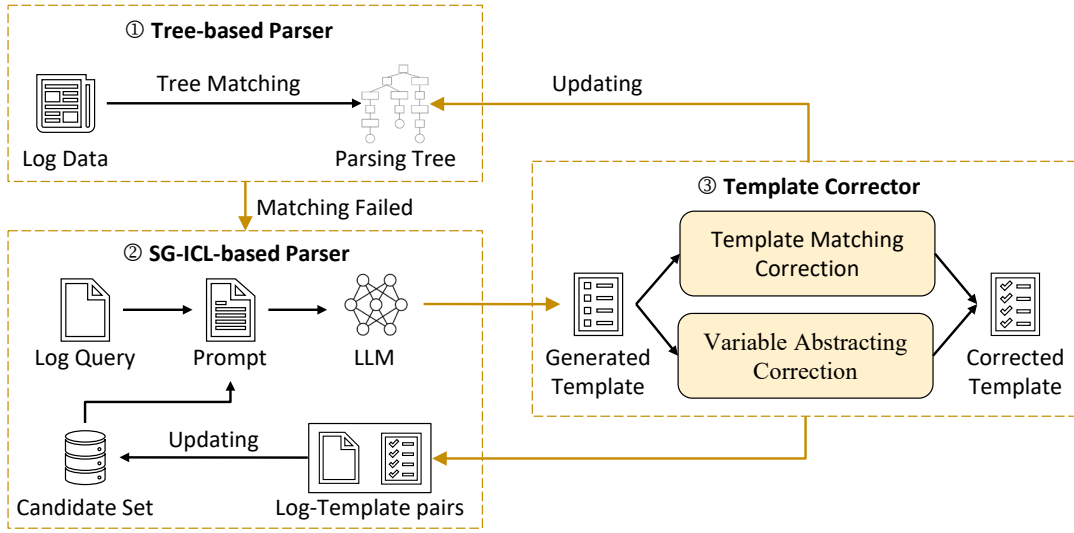 ① Tree-based Parser
Tree Matching
Log Data
Parsing Tree
Updating
Matching Failed
② SG-ICL-based Parser
Log Query
Prompt
LLM
Updating
Candidate Set
Log-Template pairs
③ Template Corrector
Template Matching
Correction
Generated
Template
Variable Abstracting
Correction
Corrected
Template